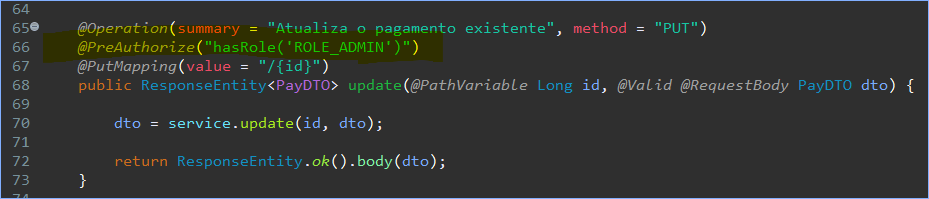 64
65 @Operation(summary = "Atualiza o pagamento existente", method = "PUT")
66 @PreAuthorize("hasRole('ROLE_ADMIN')")
67 @PutMapping(value = "/{id}")
68 public ResponseEntity<PayDTO> update(@PathVariable Long id, @Valid @RequestBody PayDTO dto) {
69
70 dto = service.update(id, dto);
71
72 return ResponseEntity.ok().body(dto);
73 }
74